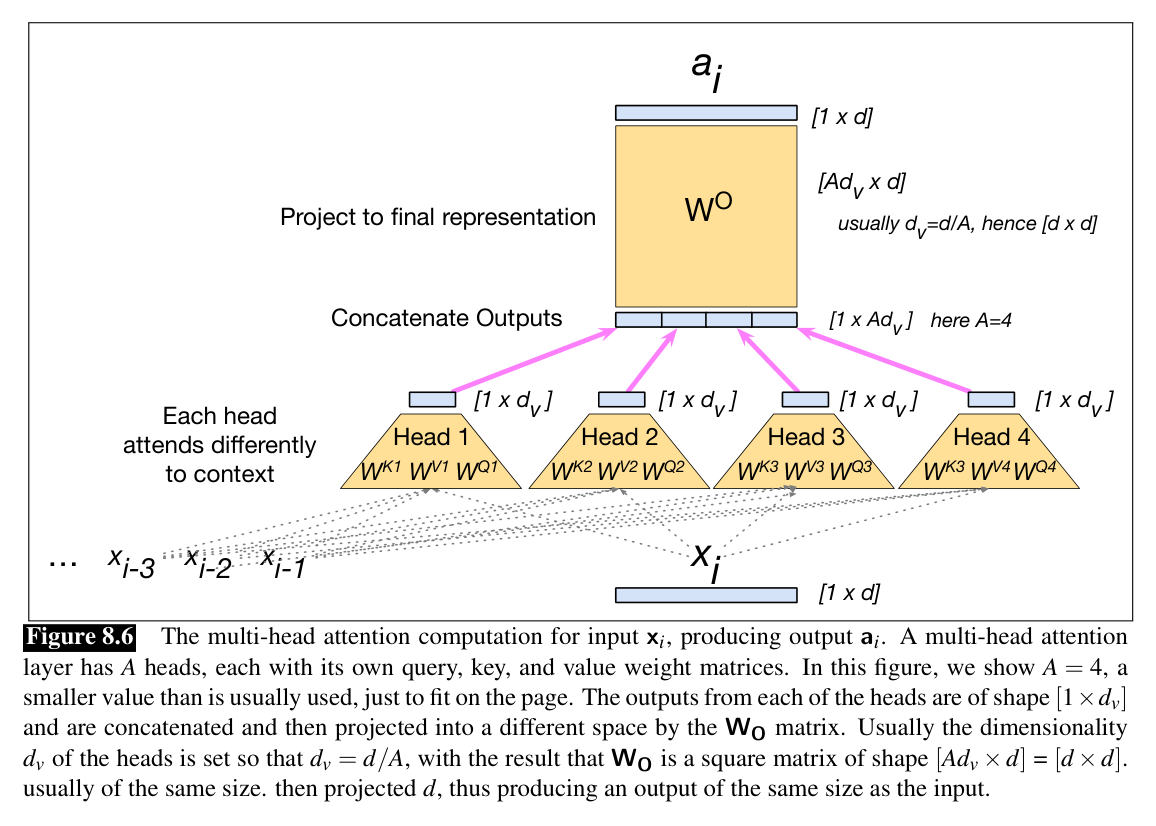 aᵢ
[1 x d]
Wᴼ
[Ad_v x d]
Project to final representation
usually d_v=d/A, hence [d x d]
Concatenate Outputs
[1 x Ad_v] here A=4
[1 x d_v] [1 x d_v] [1 x d_v] [1 x d_v]
Each head
attends differently
to context
Head 1 Head 2 Head 3 Head 4
W^K1 W^V1 W^Q1 W^K2 W^V2 W^Q2 W^K3 W^V3 W^Q3 W^K3 W^V4 W^Q4
... x_i-3 x_i-2 x_i-1 x_i
[1 x d]
Figure 8.6 The multi-head attention computation for input xᵢ, producing output aᵢ. A multi-head attention
layer has A heads, each with its own query, key, and value weight matrices. In this figure, we show A = 4, a
smaller value than is usually used, just to fit on the page. The outputs from each of the heads are of shape [1 × d_v]
and are concatenated and then projected into a different space by the W_O matrix. Usually the dimensionality
d_v of the heads is set so that d_v = d/A, with the result that W_O is a square matrix of shape [Ad_v × d] = [d × d].
usually of the same size. then projected d, thus producing an output of the same size as the input.